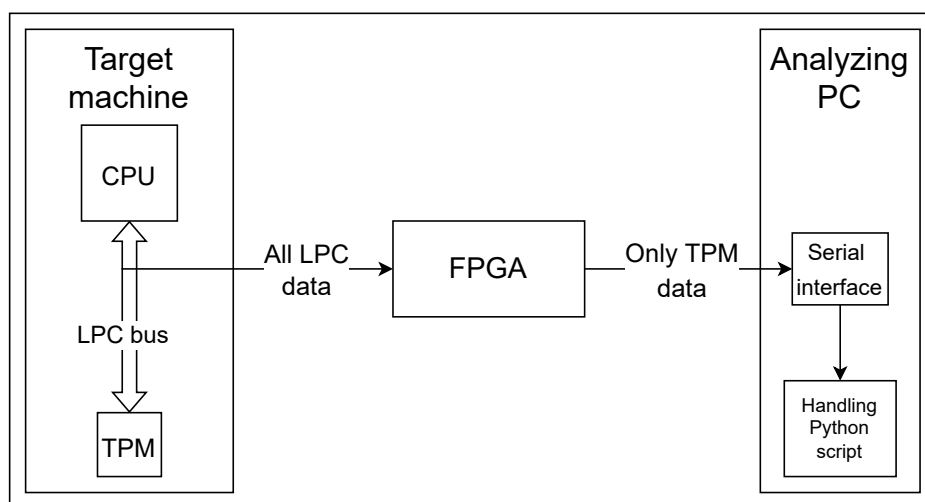 Target
machine
CPU
LPC bus
TPM
All LPC
data
FPGA
Only TPM
data
Analyzing
PC
Serial
interface
Handling
Python
script